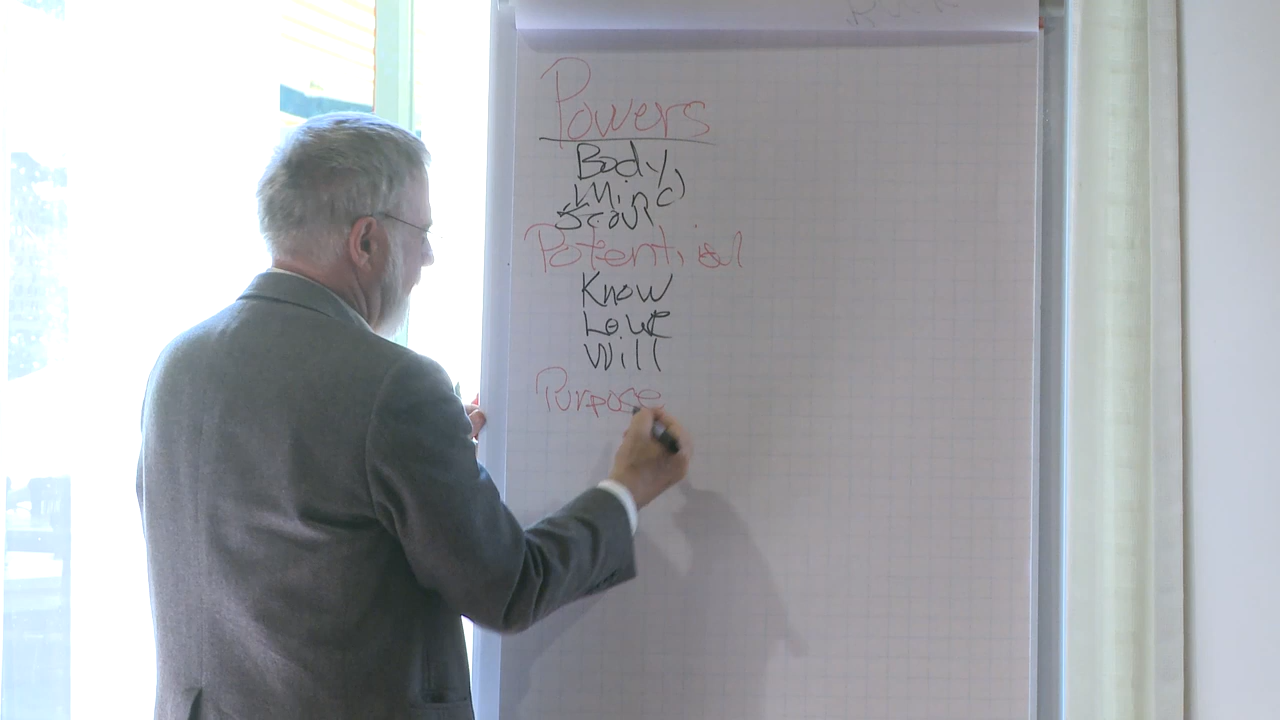 Powers
Body,
Mind
Soul
Potential
Know
Love
Will
Purpose